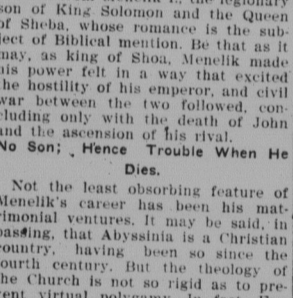 son of King Solomon and the Queen
of Sheba, whose romance is the sub-
ject of Biblical mention. Be that as it
may, as king of Shoa, Menelik made
his power felt in a way that excited
the hostility of his emperor, and civil
war between the two followed, con-
cluding only with the death of John
and the ascension of his rival.
No Son; Hence Trouble When He
Dies.
Not the least obsorbing feature of
Menelik's career has been his mat-
rimonial ventures. It may be said, in
passing, that Abyssinia is a Christian
country, having been so since the
fourth century. But the theology of
the Church is not so rigid as to pre-
vent virtual polygamy.